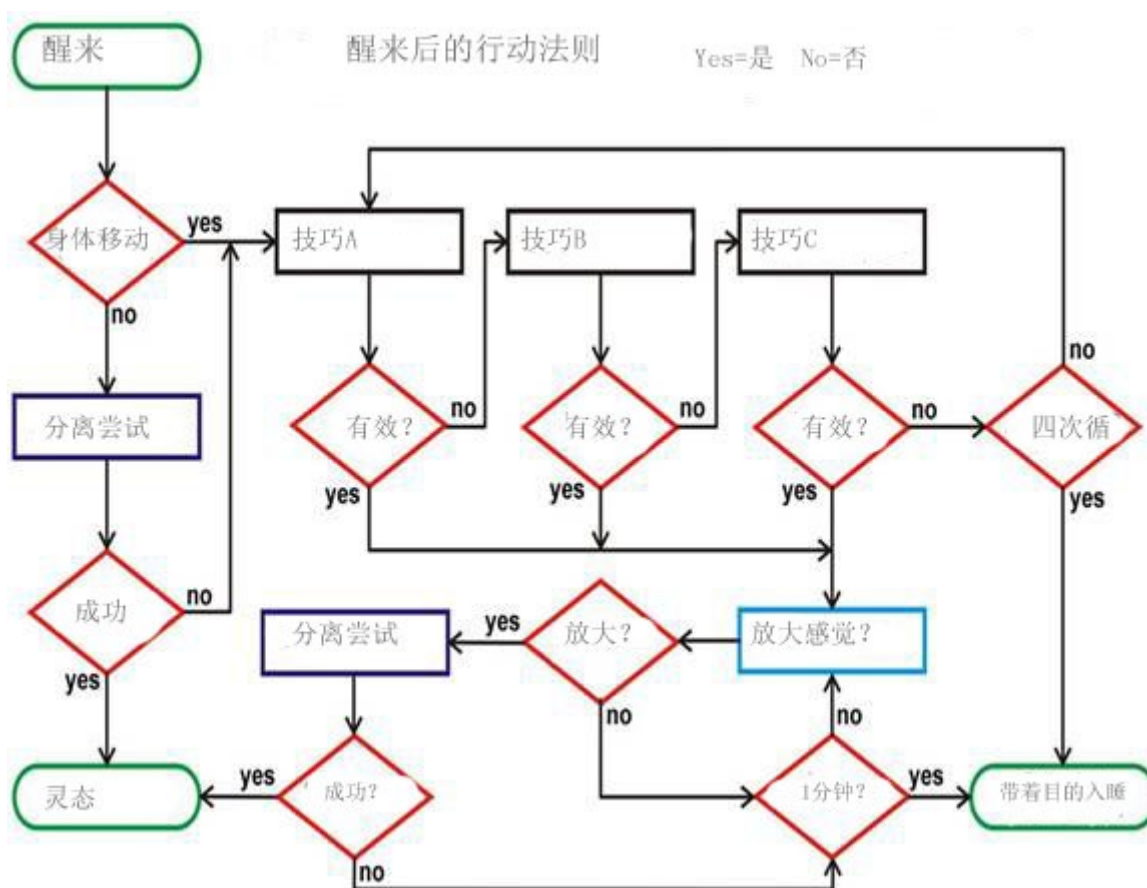 醒来
醒来后的行动法则
Yes=是 No=否
身体移动
yes
no
技巧A
技巧B
技巧C
分离尝试
有效?
no
yes
有效?
no
yes
有效?
no
yes
四次循
no
yes
成功
no
yes
分离尝试
yes
放大?
no
放大感觉?
no
灵态
yes
成功?
no
1分钟?
yes
带着目的入睡